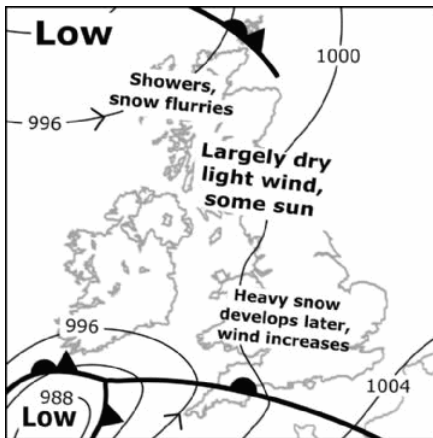 Low
1000
Showers,
snow flurries
996
Largely dry
light wind,
some sun
Heavy snow
develops later,
wind increases
996
1004
988
Low